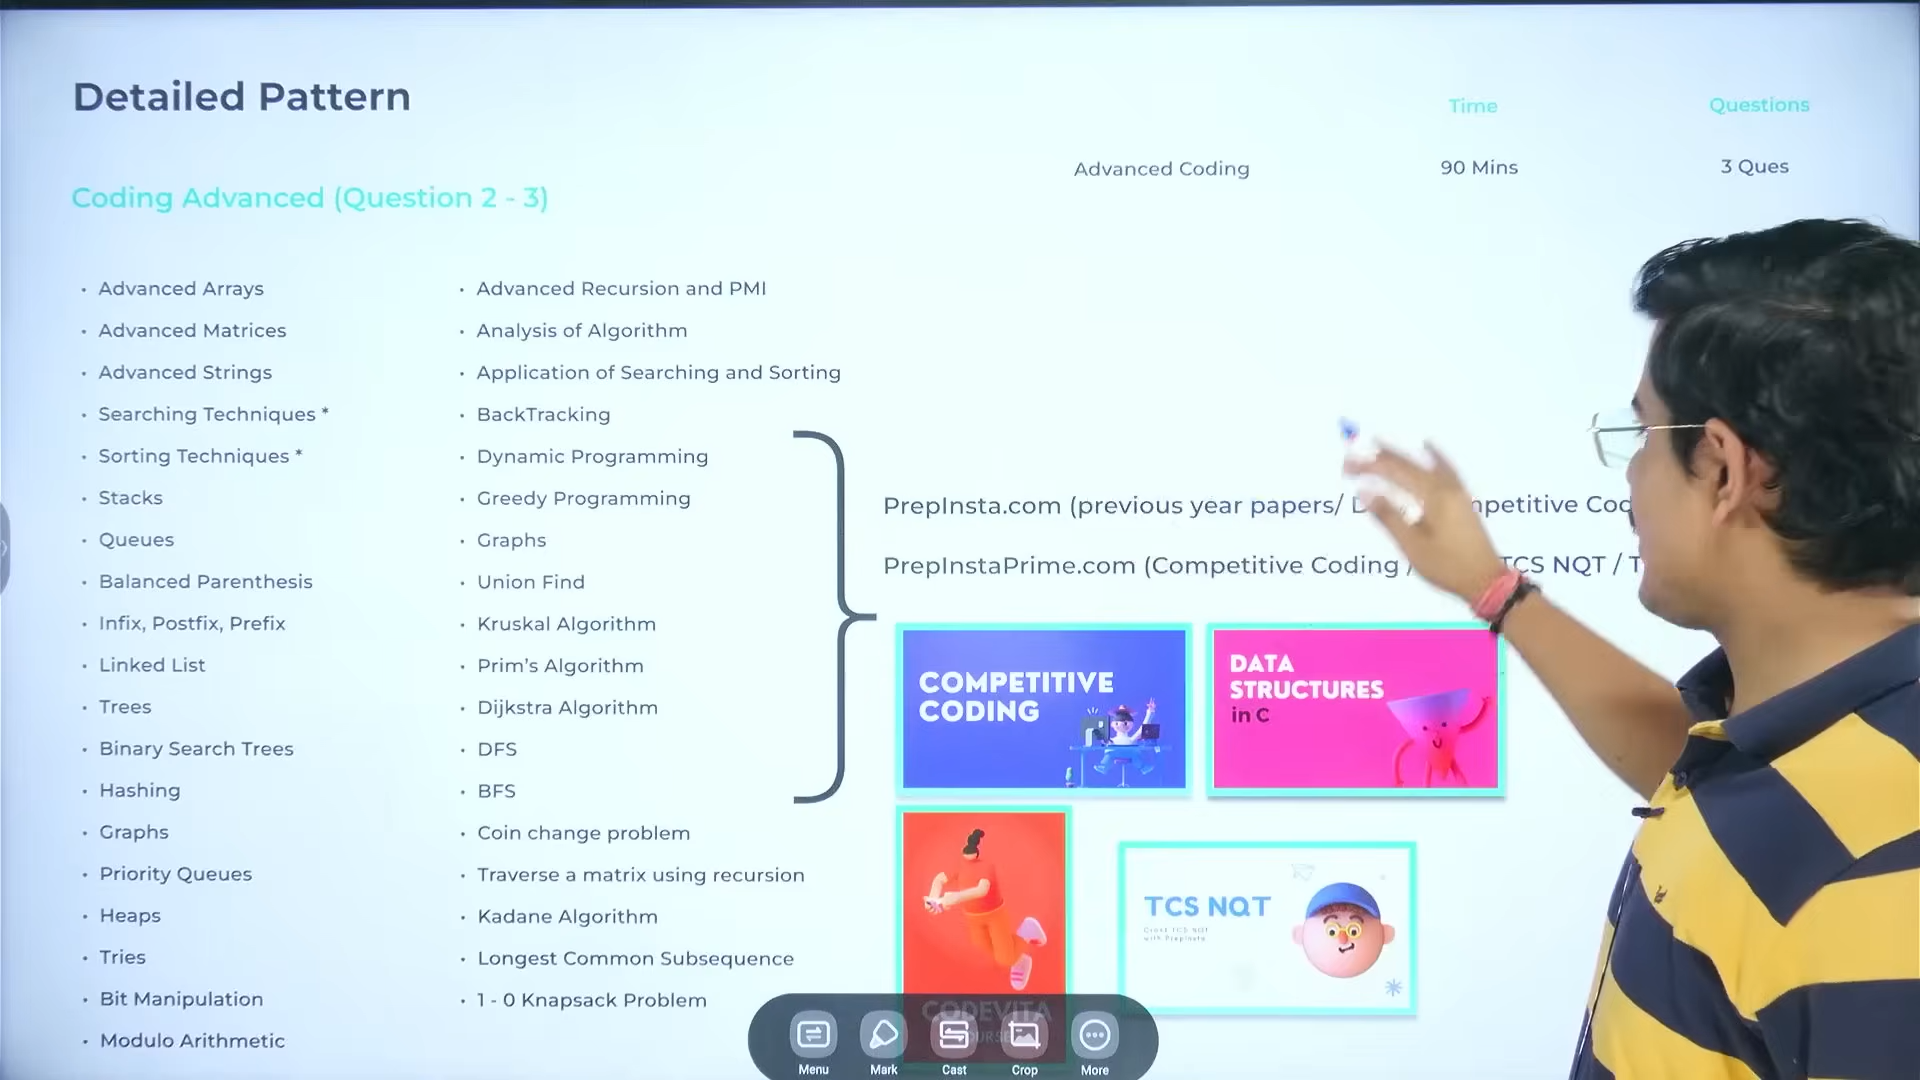 Detailed Pattern
Time
Questions
Advanced Coding
90 Mins
3 Ques
Coding Advanced (Question 2 - 3)
• Advanced Arrays
• Advanced Matrices
• Advanced Strings
• Searching Techniques *
• Sorting Techniques *
• Stacks
• Queues
• Balanced Parenthesis
• Infix, Postfix, Prefix
• Linked List
• Trees
• Binary Search Trees
• Hashing
• Graphs
• Priority Queues
• Heaps
• Tries
• Bit Manipulation
• Modulo Arithmetic
• Advanced Recursion and PMI
• Analysis of Algorithm
• Application of Searching and Sorting
• BackTracking
• Dynamic Programming
• Greedy Programming
• Graphs
• Union Find
• Kruskal Algorithm
• Prim's Algorithm
• Dijkstra Algorithm
• DFS
• BFS
• Coin change problem
• Traverse a matrix using recursion
• Kadane Algorithm
• Longest Common Subsequence
• 1 - 0 Knapsack Problem
PrepInsta.com (previous year papers/
PrepInstaPrime.com (Competitive Coding / TCS NQT /
COMPETITIVE
CODING
DATA
STRUCTURES
in C
CODEVITA
TCS NQT
Crack TCS NQT
with PrepInsta
Menu
Mark
Cast
Crop
More